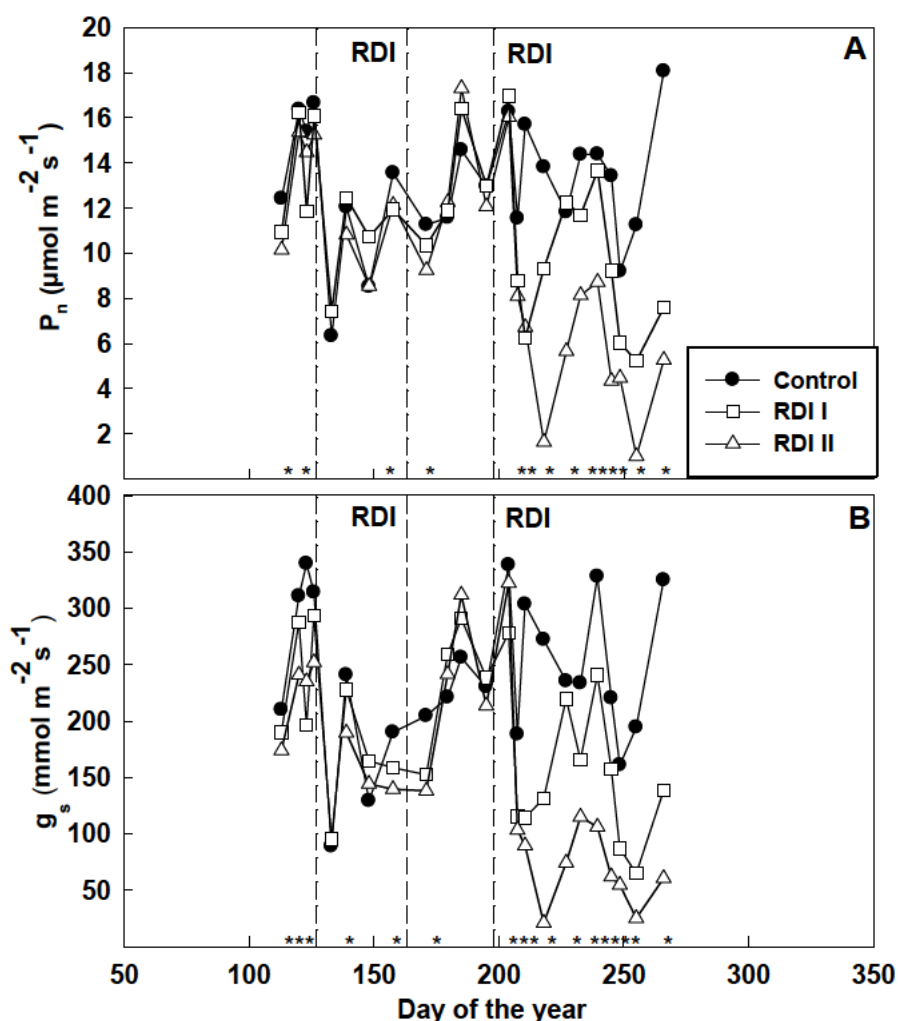 20
18
16
14
12
10
8
6
4
2
P_n (µmol m^-2 s^-1)
RDI RDI A
Control
RDI I
RDI II
* * * * * * * * * * * * * *
400
350
300
250
200
150
100
50
g_s (mmol m^-2 s^-1)
RDI RDI B
50 100 150 200 250 300 350
Day of the year